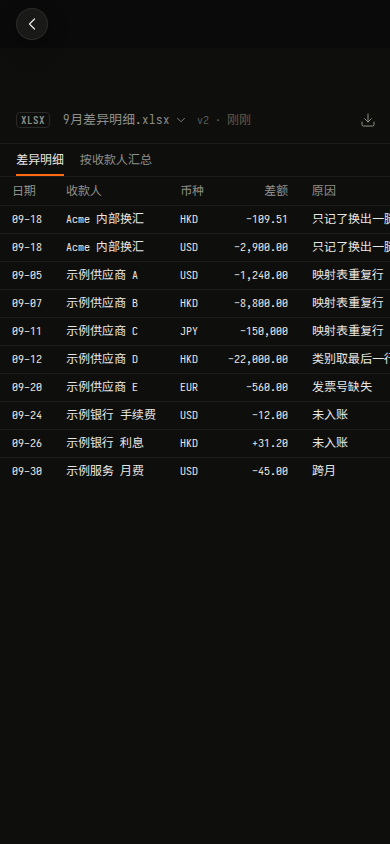 XLSX 9月差异明细.xlsx v2 · 刚刚
差异明细 按收款人汇总
日期 收款人 币种 差额 原因
09-18 Acme 内部换汇 HKD -109.51 只记了换出一
09-18 Acme 内部换汇 USD -2,900.00 只记了换出一
09-05 示例供应商 A USD -1,240.00 映射表重复行
09-07 示例供应商 B HKD -8,800.00 映射表重复行
09-11 示例供应商 C JPY -150,000 映射表重复行
09-12 示例供应商 D HKD -22,000.00 类别取最后一行
09-20 示例供应商 E EUR -560.00 发票号缺失
09-24 示例银行 手续费 USD -12.00 未入账
09-26 示例银行 利息 HKD +31.20 未入账
09-30 示例服务 月费 USD -45.00 跨月